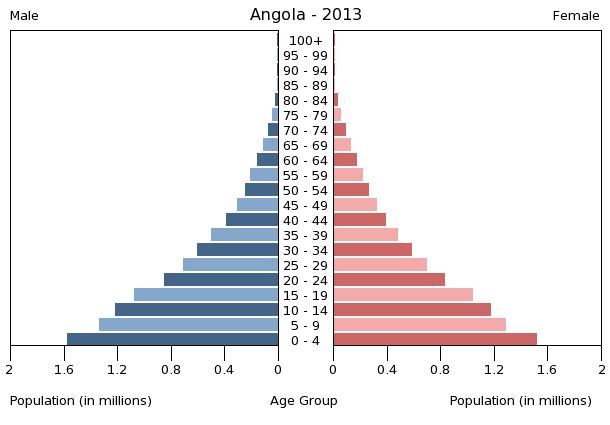 Male Angola - 2013 Female
100+
95 - 99
90 - 94
85 - 89
80 - 84
75 - 79
70 - 74
65 - 69
60 - 64
55 - 59
50 - 54
45 - 49
40 - 44
35 - 39
30 - 34
25 - 29
20 - 24
15 - 19
10 - 14
5 - 9
0 - 4
2 1.6 1.2 0.8 0.4 0 0 0.4 0.8 1.2 1.6 2
Population (in millions) Age Group Population (in millions)